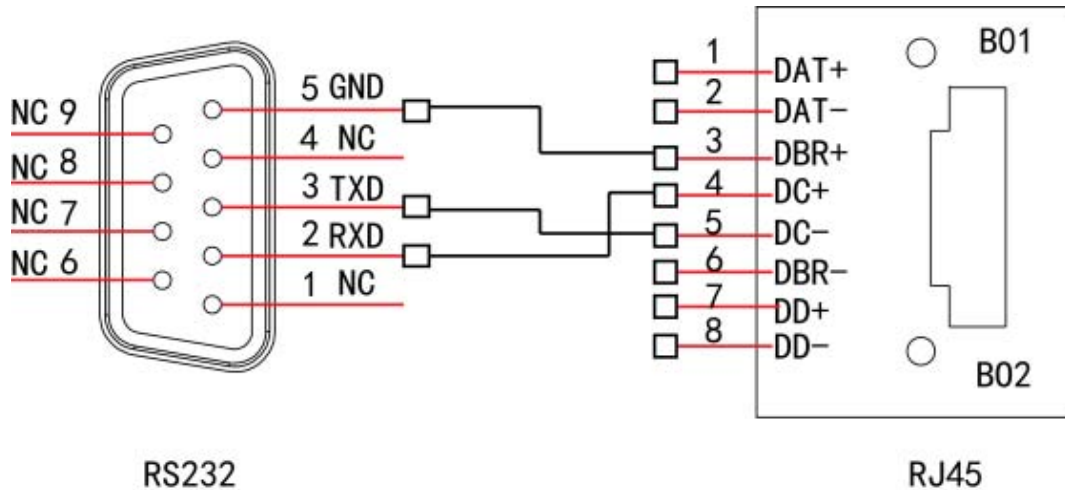 NC 9
NC 8
NC 7
NC 6
5 GND
4 NC
3 TXD
2 RXD
1 NC
RS232
1 DAT+
2 DAT-
3 DBR+
4 DC+
5 DC-
6 DBR-
7 DD+
8 DD-
B01
B02
RJ45